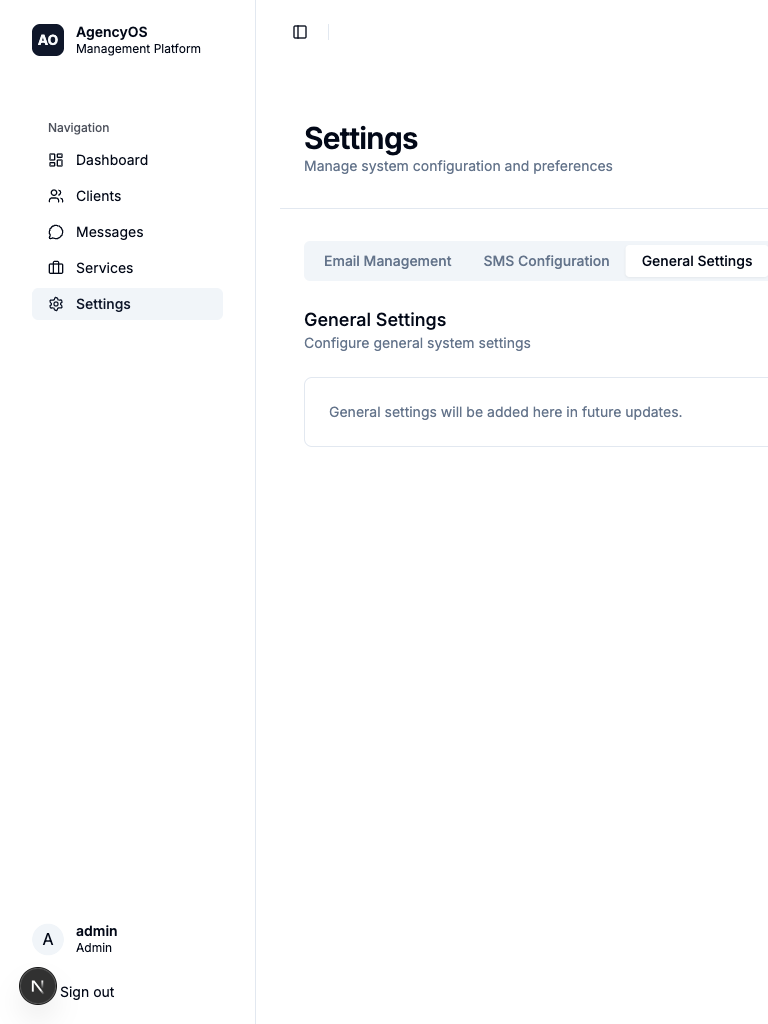 AO
AgencyOS
Management Platform
Navigation
Dashboard
Clients
Messages
Services
Settings
admin
A
Admin
N
Sign out
Settings
Manage system configuration and preferences
Email Management
SMS Configuration
General Settings
General Settings
Configure general system settings
General settings will be added here in future updates.